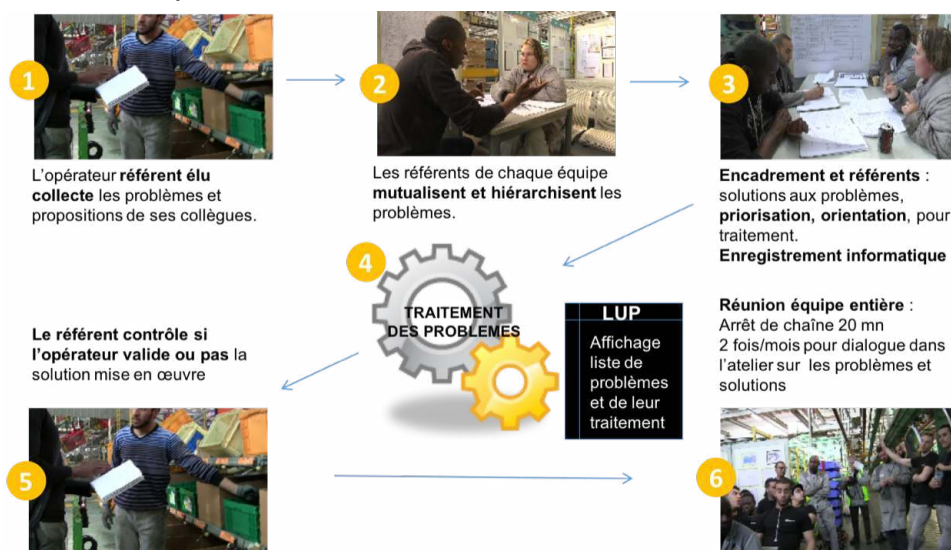 1
L'opérateur référent élu
collecte les problèmes et
propositions de ses collègues.
2
Les référents de chaque équipe
mutualisent et hiérarchisent les
problèmes.
3
Encadrement et référents :
solutions aux problèmes,
priorisation, orientation, pour
traitement.
Enregistrement informatique
4
TRAITEMENT
DES PROBLEMES
LUP
Affichage
liste de
problèmes
et de leur
traitement
Le référent contrôle si
l'opérateur valide ou pas la
solution mise en œuvre
5
Réunion équipe entière :
Arrêt de chaîne 20 mn
2 fois/mois pour dialogue dans
l'atelier sur les problèmes et
solutions
6